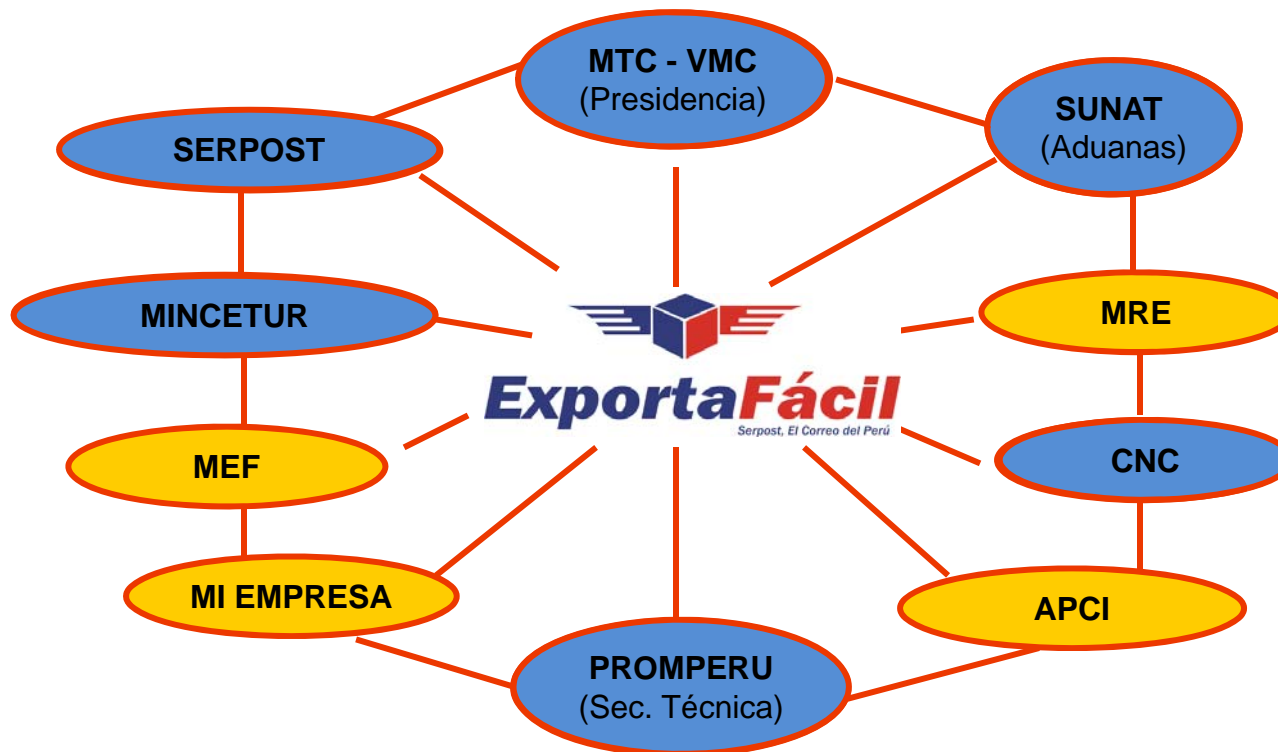 MTC - VMC
(Presidencia)
SUNAT
(Aduanas)
SERPOST
MINCETUR
MRE
ExportaFácil
Serpost, El Correo del Perú
MEF
CNC
MI EMPRESA
APCI
PROMPERU
(Sec. Técnica)